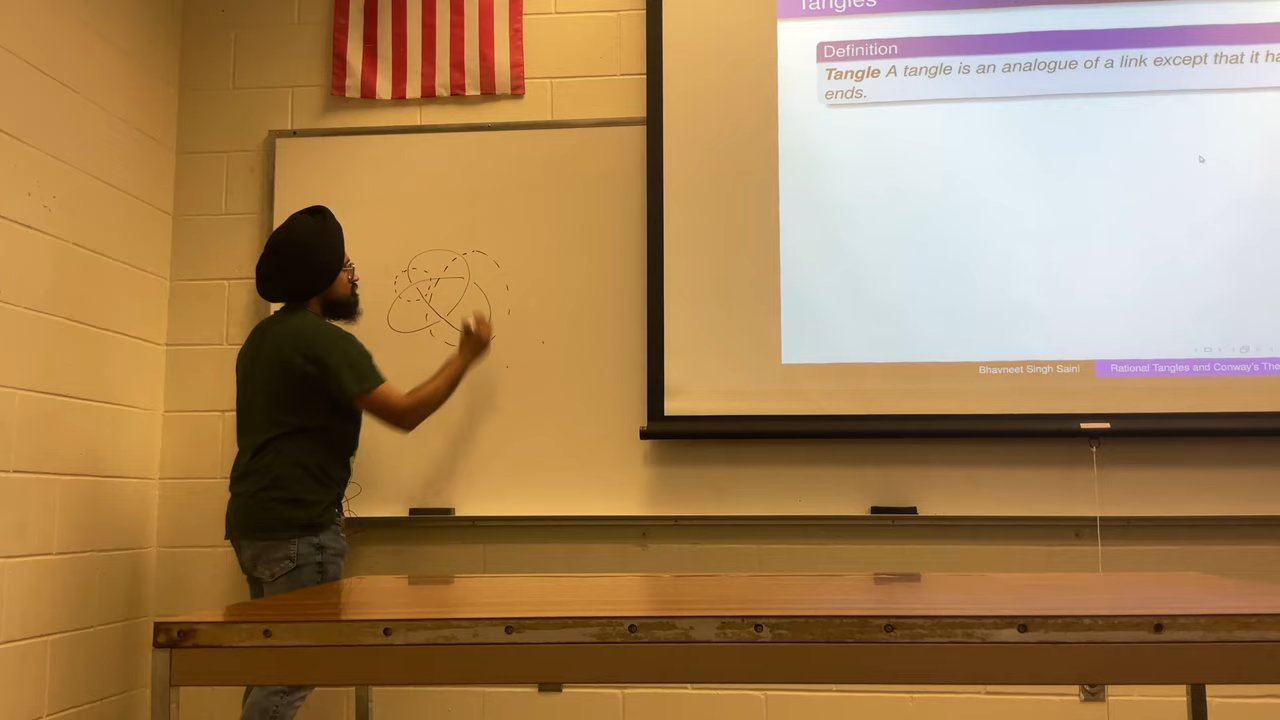 Tangles
Definition
Tangle A tangle is an analogue of a link except that it ha
ends.
Bhavneet Singh Saini
Rational Tangles and Conway's The